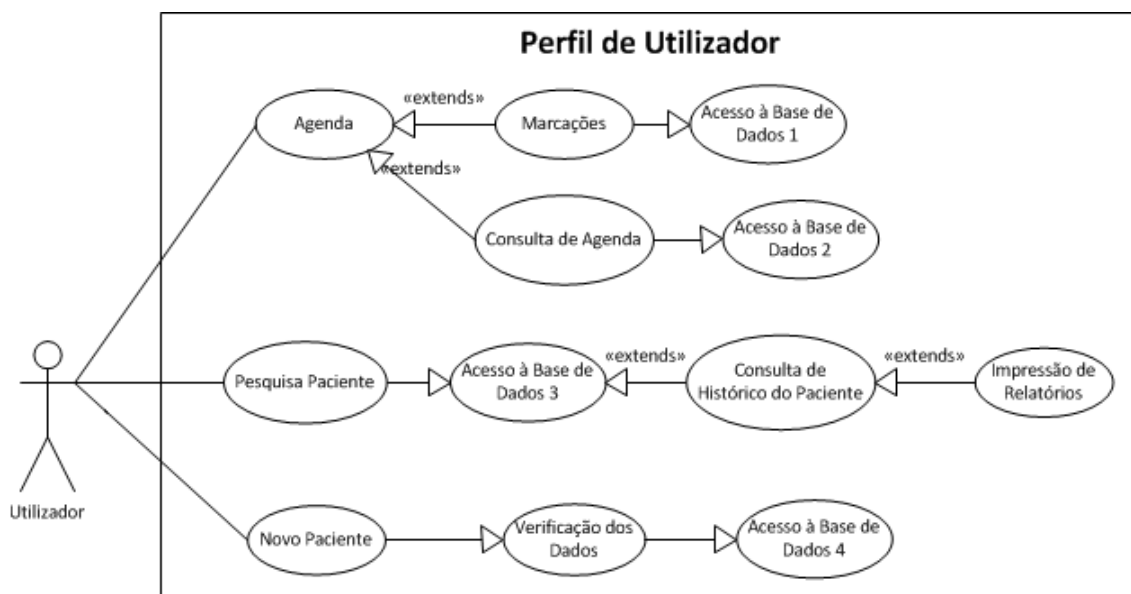 Perfil de Utilizador
«extends»
Agenda
Marcações
Acesso à Base de
Dados 1
«extends»
Consulta de Agenda
Acesso à Base de
Dados 2
«extends»
«extends»
Pesquisa Paciente
Acesso à Base de
Dados 3
Consulta de
Histórico do Paciente
Impressão de
Relatórios
Utilizador
Novo Paciente
Verificação dos
Dados
Acesso à Base de
Dados 4